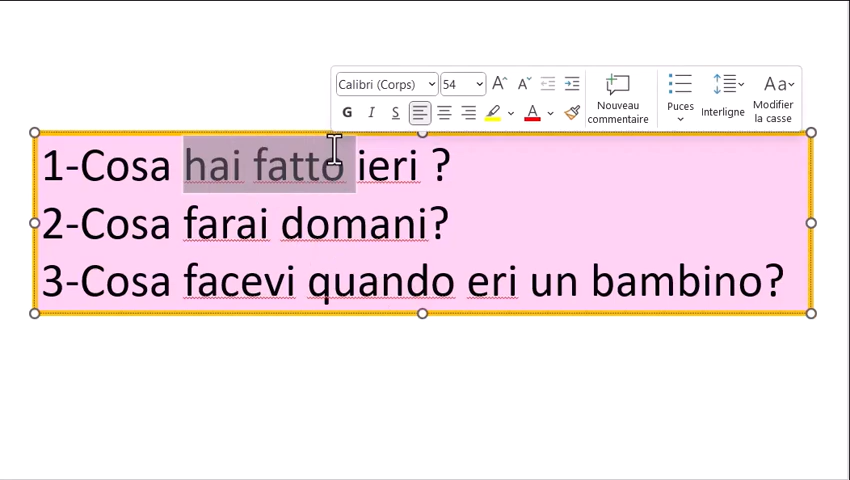 Calibri (Corps) 54 A A
G I S A
Nouveau commentaire
Puces
Interligne
Aa
Modifier la casse
1-Cosa hai fatto ieri ?
2-Cosa farai domani?
3-Cosa facevi quando eri un bambino?